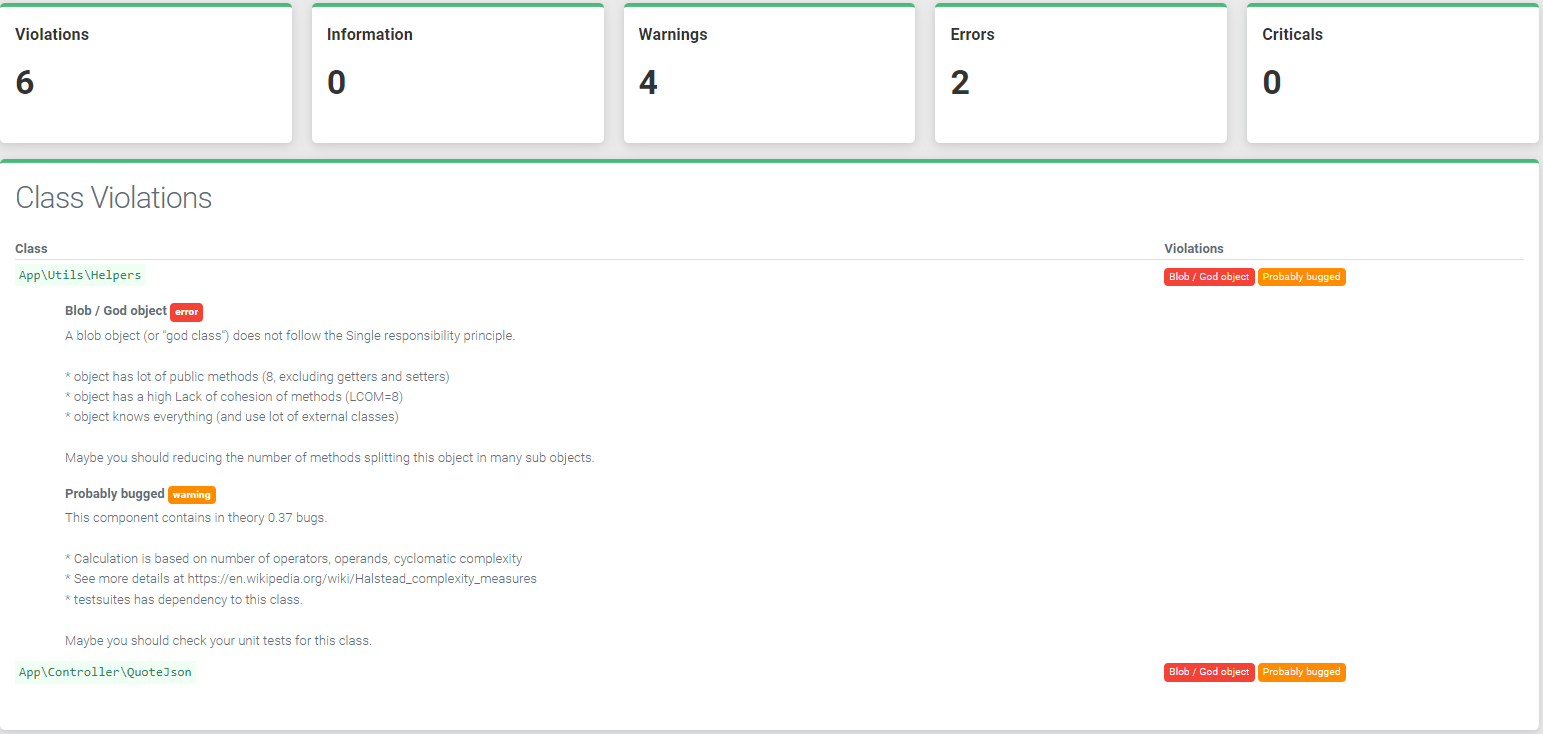 Violations Information Warnings Errors Criticals
6 0 4 2 0
Class Violations
Class Violations
App\Utils\Helpers Blob / God object Probably bugged
Blob / God object error
A blob object (or "god class") does not follow the Single responsibility principle.
* object has lot of public methods (8, excluding getters and setters)
* object has a high Lack of cohesion of methods (LCOM=8)
* object knows everything (and use lot of external classes)
Maybe you should reducing the number of methods splitting this object in many sub objects.
Probably bugged warning
This component contains in theory 0.37 bugs.
* Calculation is based on number of operators, operands, cyclomatic complexity
* See more details at https://en.wikipedia.org/wiki/Halstead_complexity_measures
* testsuites has dependency to this class.
Maybe you should check your unit tests for this class.
App\Controller\QuoteJson Blob / God object Probably bugged